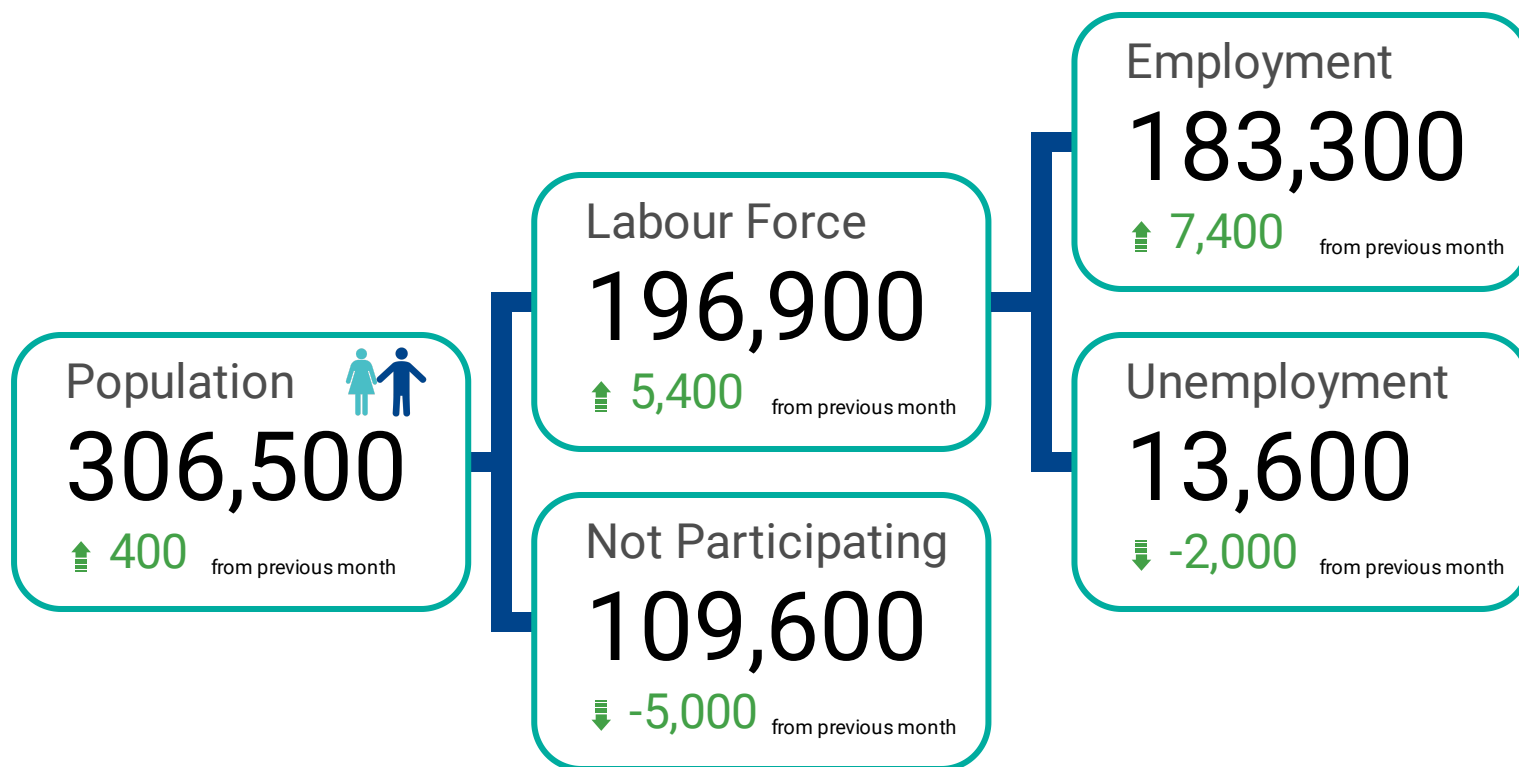 Population
306,500
400 from previous month
Labour Force
196,900
5,400 from previous month
Not Participating
109,600
-5,000 from previous month
Employment
183,300
7,400 from previous month
Unemployment
13,600
-2,000 from previous month